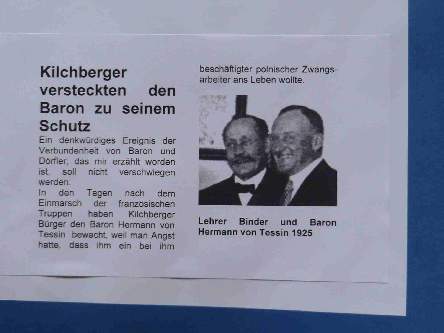 Kilchberger
versteckten den
Baron zu seinem
Schutz
Ein denkwürdiges Ereignis der
Verbundenheit von Baron und
Dörfler, das mir erzählt worden
ist, soll nicht verschwiegen
werden.
In den Tagen nach dem
Einmarsch der französischen
Truppen haben Kilchberger
Bürger den Baron Hermann von
Tessin bewacht, weil man Angst
hatte, dass ihm ein bei ihm
beschäftigter polnischer Zwangs-
arbeiter ans Leben wollte.
Lehrer Binder und Baron
Hermann von Tessin 1925